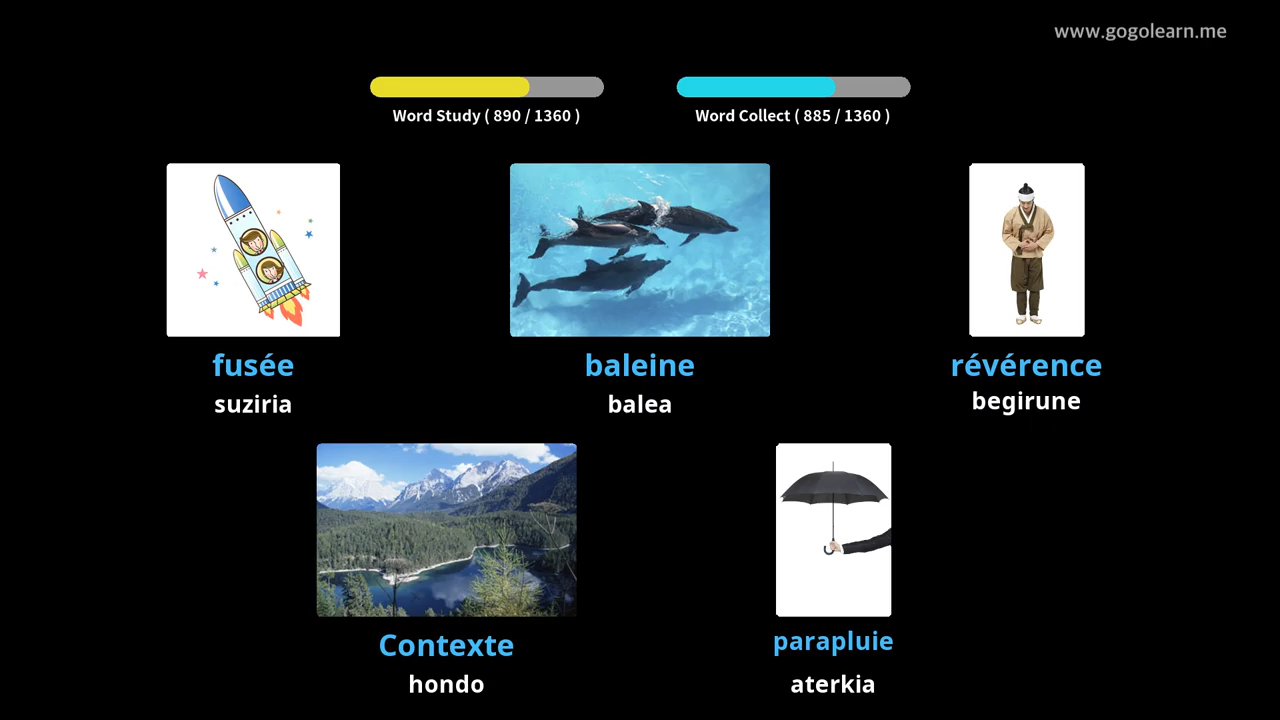 www.gogolearn.me
Word Study ( 890 / 1360 )
Word Collect ( 885 / 1360 )
fusée
suziria
baleine
balea
révérence
begirune
Contexte
hondo
parapluie
aterkia